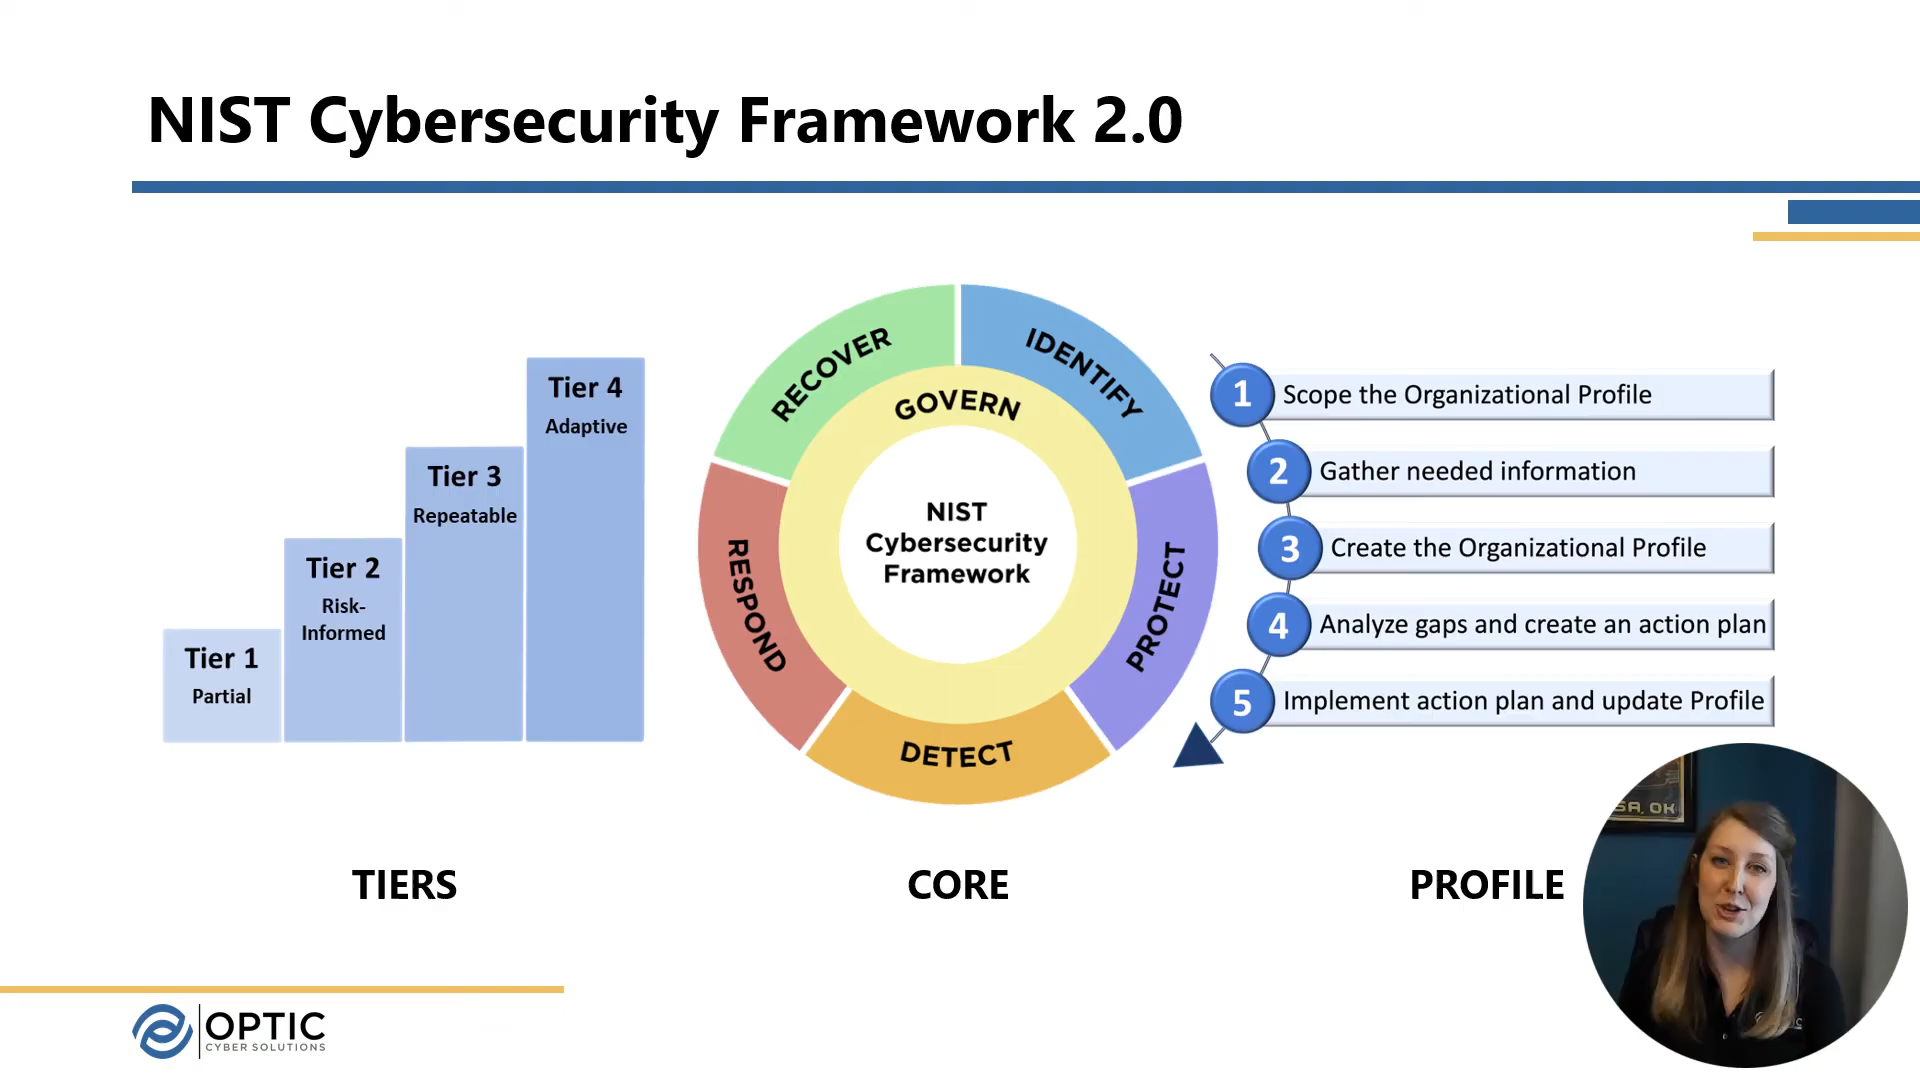 NIST Cybersecurity Framework 2.0
Tier 1
Partial
Tier 2
Risk-
Informed
Tier 3
Repeatable
Tier 4
Adaptive
TIERS
RECOVER
IDENTIFY
GOVERN
PROTECT
RESPOND
DETECT
NIST
Cybersecurity
Framework
CORE
1 Scope the Organizational Profile
2 Gather needed information
3 Create the Organizational Profile
4 Analyze gaps and create an action plan
5 Implement action plan and update Profile
PROFILE
SA, OK
OPTIC
CYBER SOLUTIONS